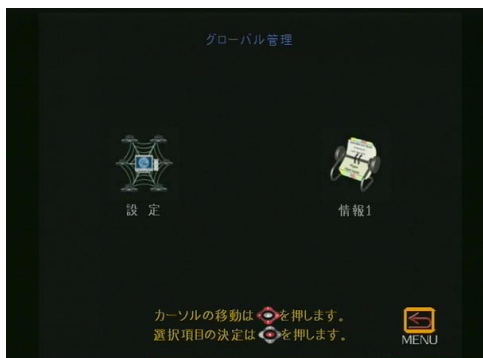 グローバル管理
設 定
情報1
カーソルの移動は を押します。
選択項目の決定は を押します。
MENU